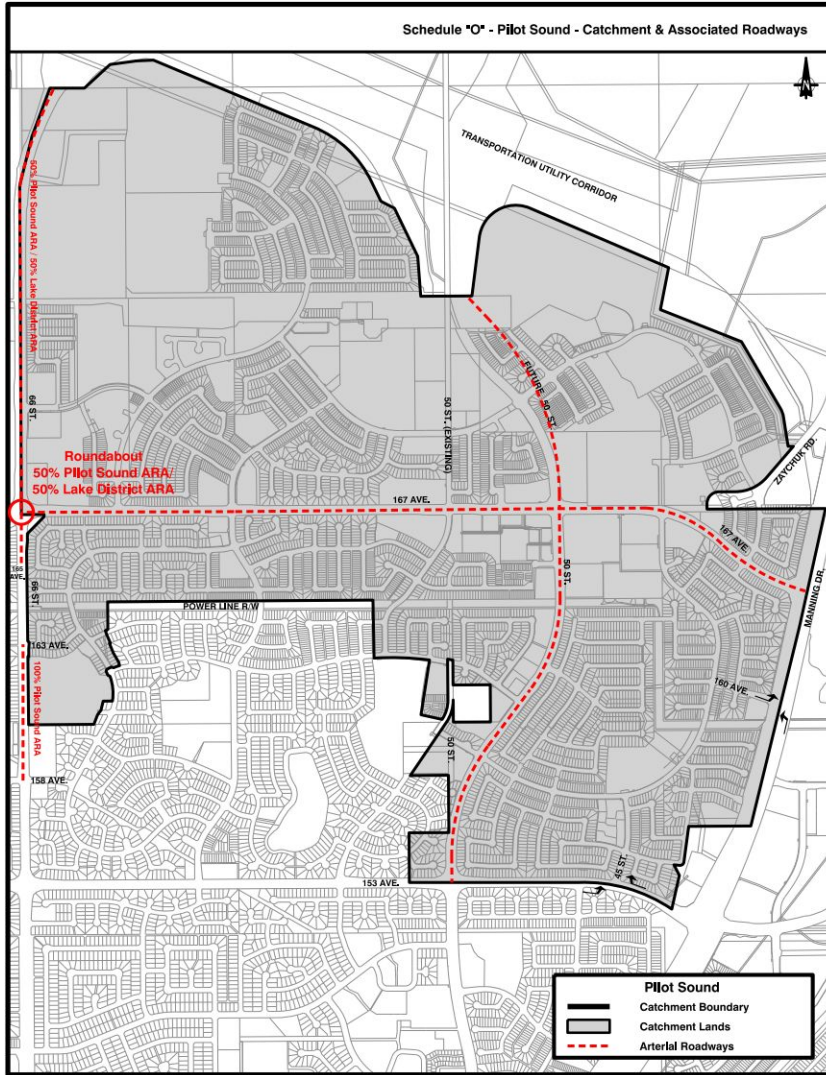 Schedule "O" - Pilot Sound - Catchment & Associated Roadways
N
TRANSPORTATION UTILITY CORRIDOR
50% Pilot Sound ARA / 50% Lake District ARA
66 ST.
50 ST. (EXISTING)
FUTURE 50 ST.
ZAYCHUK RD.
Roundabout
50% Pilot Sound ARA/
50% Lake District ARA
167 AVE.
167 AVE.
165
AVE.
66 ST.
50 ST.
MANNING DR.
POWER LINE R/W
163 AVE.
100% Pilot Sound ARA
160 AVE.
50 ST.
158 AVE.
45 ST.
153 AVE.
Pilot Sound
Catchment Boundary
Catchment Lands
Arterial Roadways